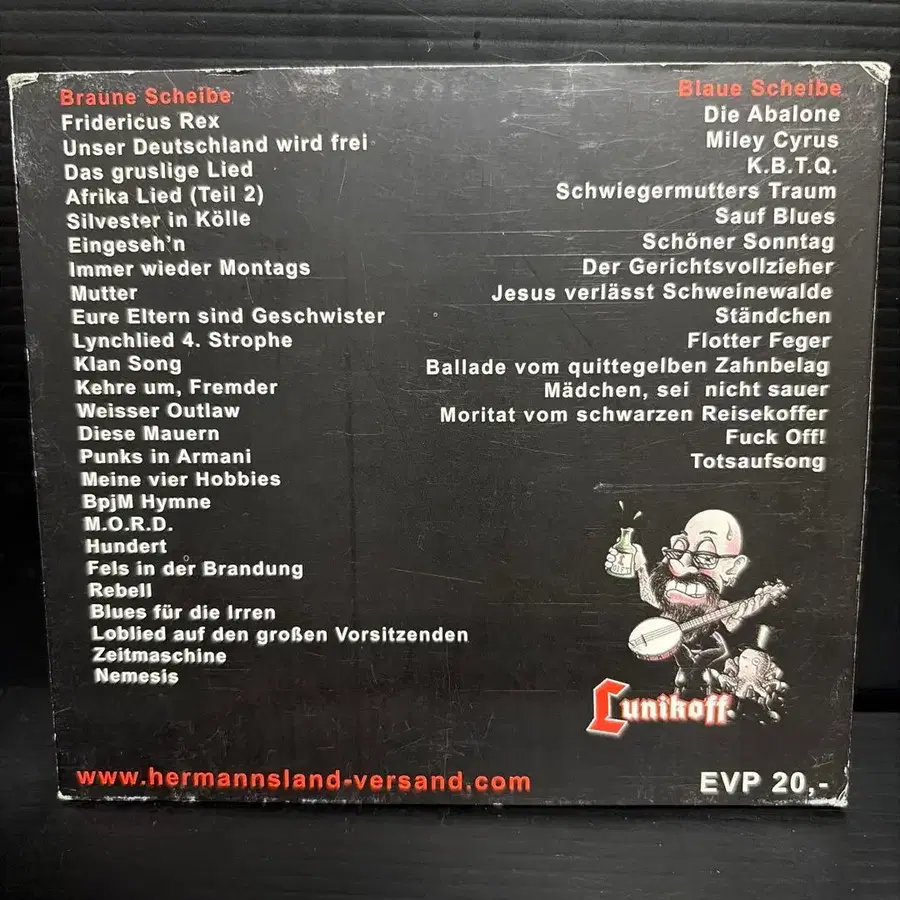 Braune Scheibe
Fridericus Rex
Unser Deutschland wird frei
Das gruslige Lied
Afrika Lied (Teil 2)
Silvester in Kölle
Eingeseh'n
Immer wieder Montags
Mutter
Eure Eltern sind Geschwister
Lynchlied 4. Strophe
Klan Song
Kehre um, Fremder
Weisser Outlaw
Diese Mauern
Punks in Armani
Meine vier Hobbies
BpjM Hymne
M.O.R.D.
Hundert
Fels in der Brandung
Rebell
Blues für die Irren
Loblied auf den großen Vorsitzenden
Zeitmaschine
Nemesis
Blaue Scheibe
Die Abalone
Miley Cyrus
K.B.T.Q.
Schwiegermutters Traum
Sauf Blues
Schöner Sonntag
Der Gerichtsvollzieher
Jesus verlässt Schweinewalde
Ständchen
Flotter Feger
Ballade vom quittegelben Zahnbelag
Mädchen, sei nicht sauer
Moritat vom schwarzen Reisekoffer
Fuck Off!
Totsaufsong
Lunikoff
www.hermannsland-versand.com
EVP 20,-